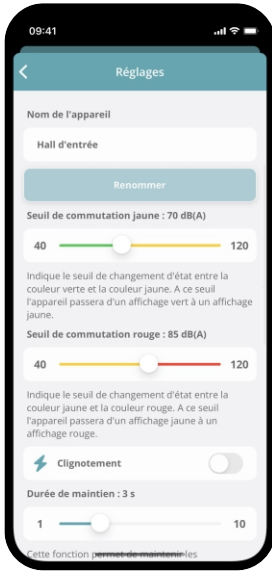 09:41
Réglages
Nom de l'appareil
Hall d'entrée
Renommer
Seuil de commutation jaune : 70 dB(A)
40 120
Indique le seuil de changement d'état entre la
couleur verte et la couleur jaune. A ce seuil
l'appareil passera d'un affichage vert à un affichage
jaune.
Seuil de commutation rouge : 85 dB(A)
40 120
Indique le seuil de changement d'état entre la
couleur jaune et la couleur rouge. A ce seuil
l'appareil passera d'un affichage jaune à un
affichage rouge.
Clignotement
Durée de maintien : 3 s
1 10
Cette fonction permet de maintenir les